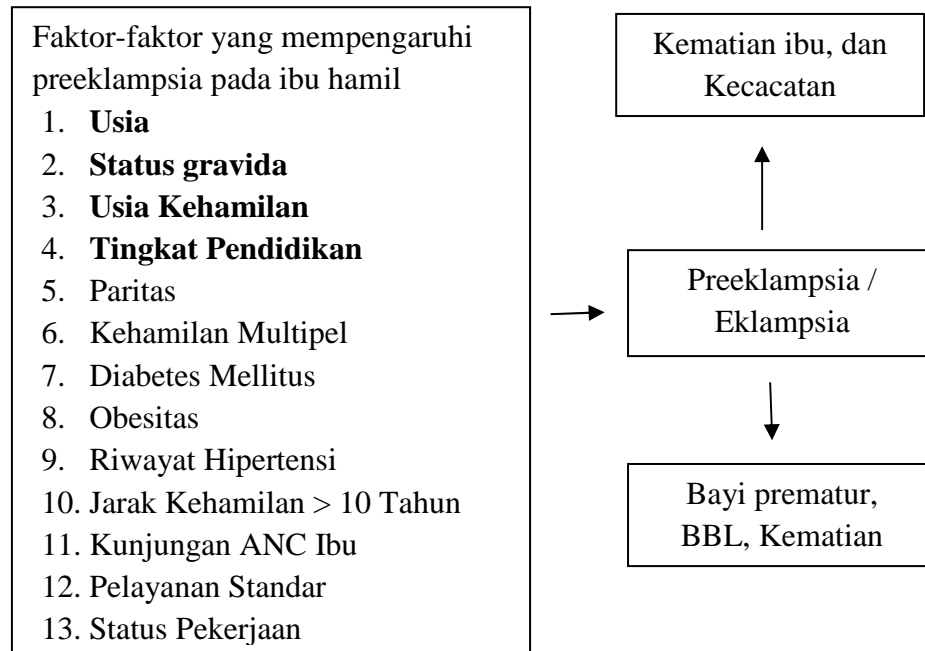 Faktor-faktor yang mempengaruhi
preeklampsia pada ibu hamil
1. Usia
2. Status gravida
3. Usia Kehamilan
4. Tingkat Pendidikan
5. Paritas
6. Kehamilan Multipel
7. Diabetes Mellitus
8. Obesitas
9. Riwayat Hipertensi
10. Jarak Kehamilan > 10 Tahun
11. Kunjungan ANC Ibu
12. Pelayanan Standar
13. Status Pekerjaan
Kematian ibu, dan
Kecacatan
Preeklampsia /
Eklampsia
Bayi prematur,
BBL, Kematian